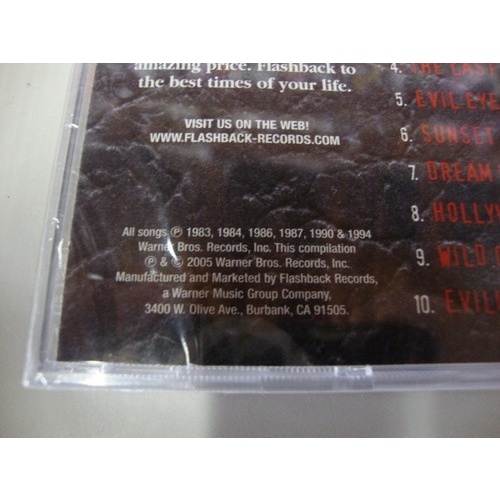 amazing price. Flashback to
the best times of your life.
VISIT US ON THE WEB!
WWW.FLASHBACK-RECORDS.COM
All songs ℗ 1983, 1984, 1986, 1987, 1990 & 1994
Warner Bros. Records, Inc. This compilation
℗ & © 2005 Warner Bros. Records, Inc.
Manufactured and Marketed by Flashback Records,
a Warner Music Group Company,
3400 W. Olive Ave., Burbank, CA 91505.
4. THE LAST
5. EVIL EYE
6. SUNSET
7. DREAM
8. HOLLYW
9. WILD
10. EVIL